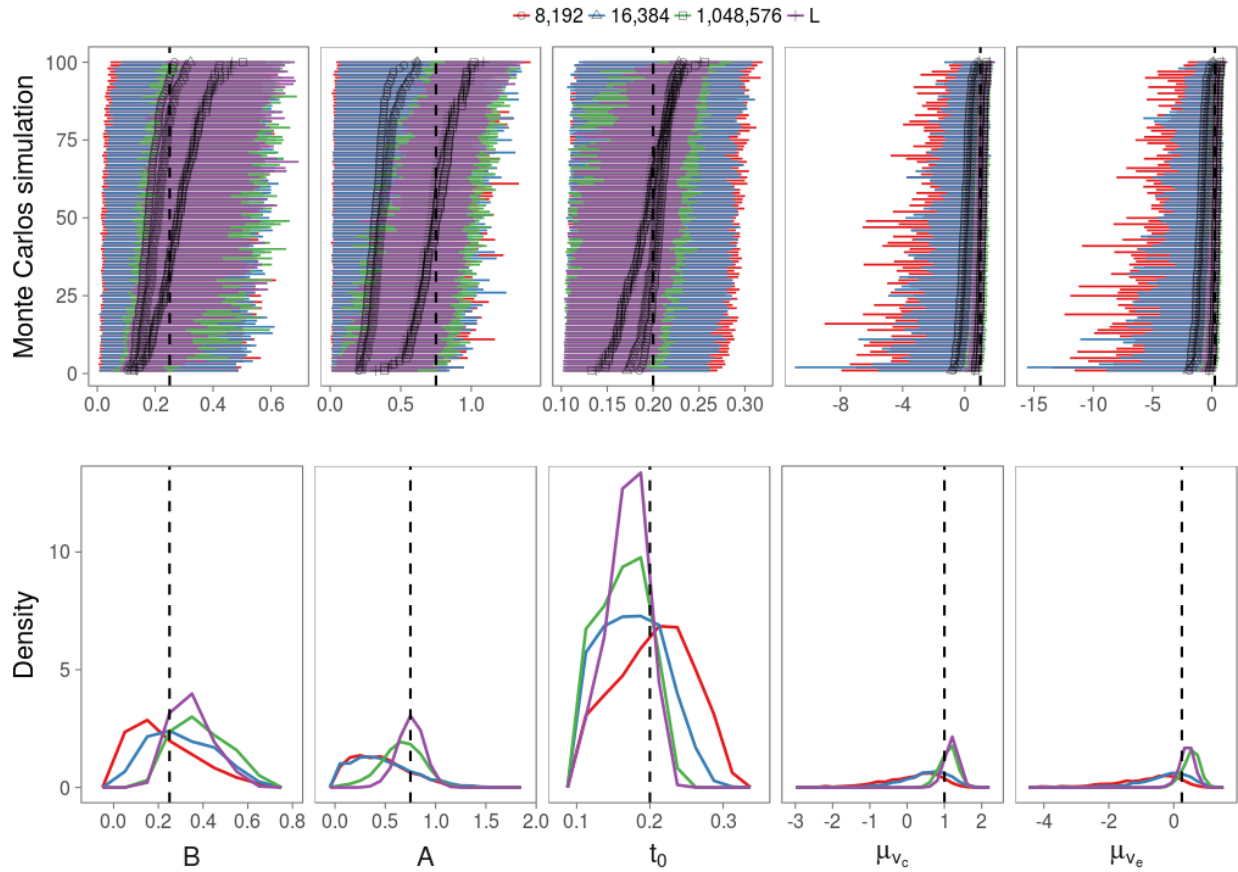 8,192 16,384 1,048,576 L
Monte Carlos simulation
100
75
50
25
0
0.0 0.2 0.4 0.6
0.0 0.5 1.0
0.10 0.15 0.20 0.25 0.30
-8 -4 0
-15 -10 -5 0
Density
10
5
0
0.0 0.2 0.4 0.6 0.8
0.0 0.5 1.0 1.5 2.0
0.1 0.2 0.3
-3 -2 -1 0 1 2
-4 -2 0
B A t₀ μ_{v_c} μ_{v_e}